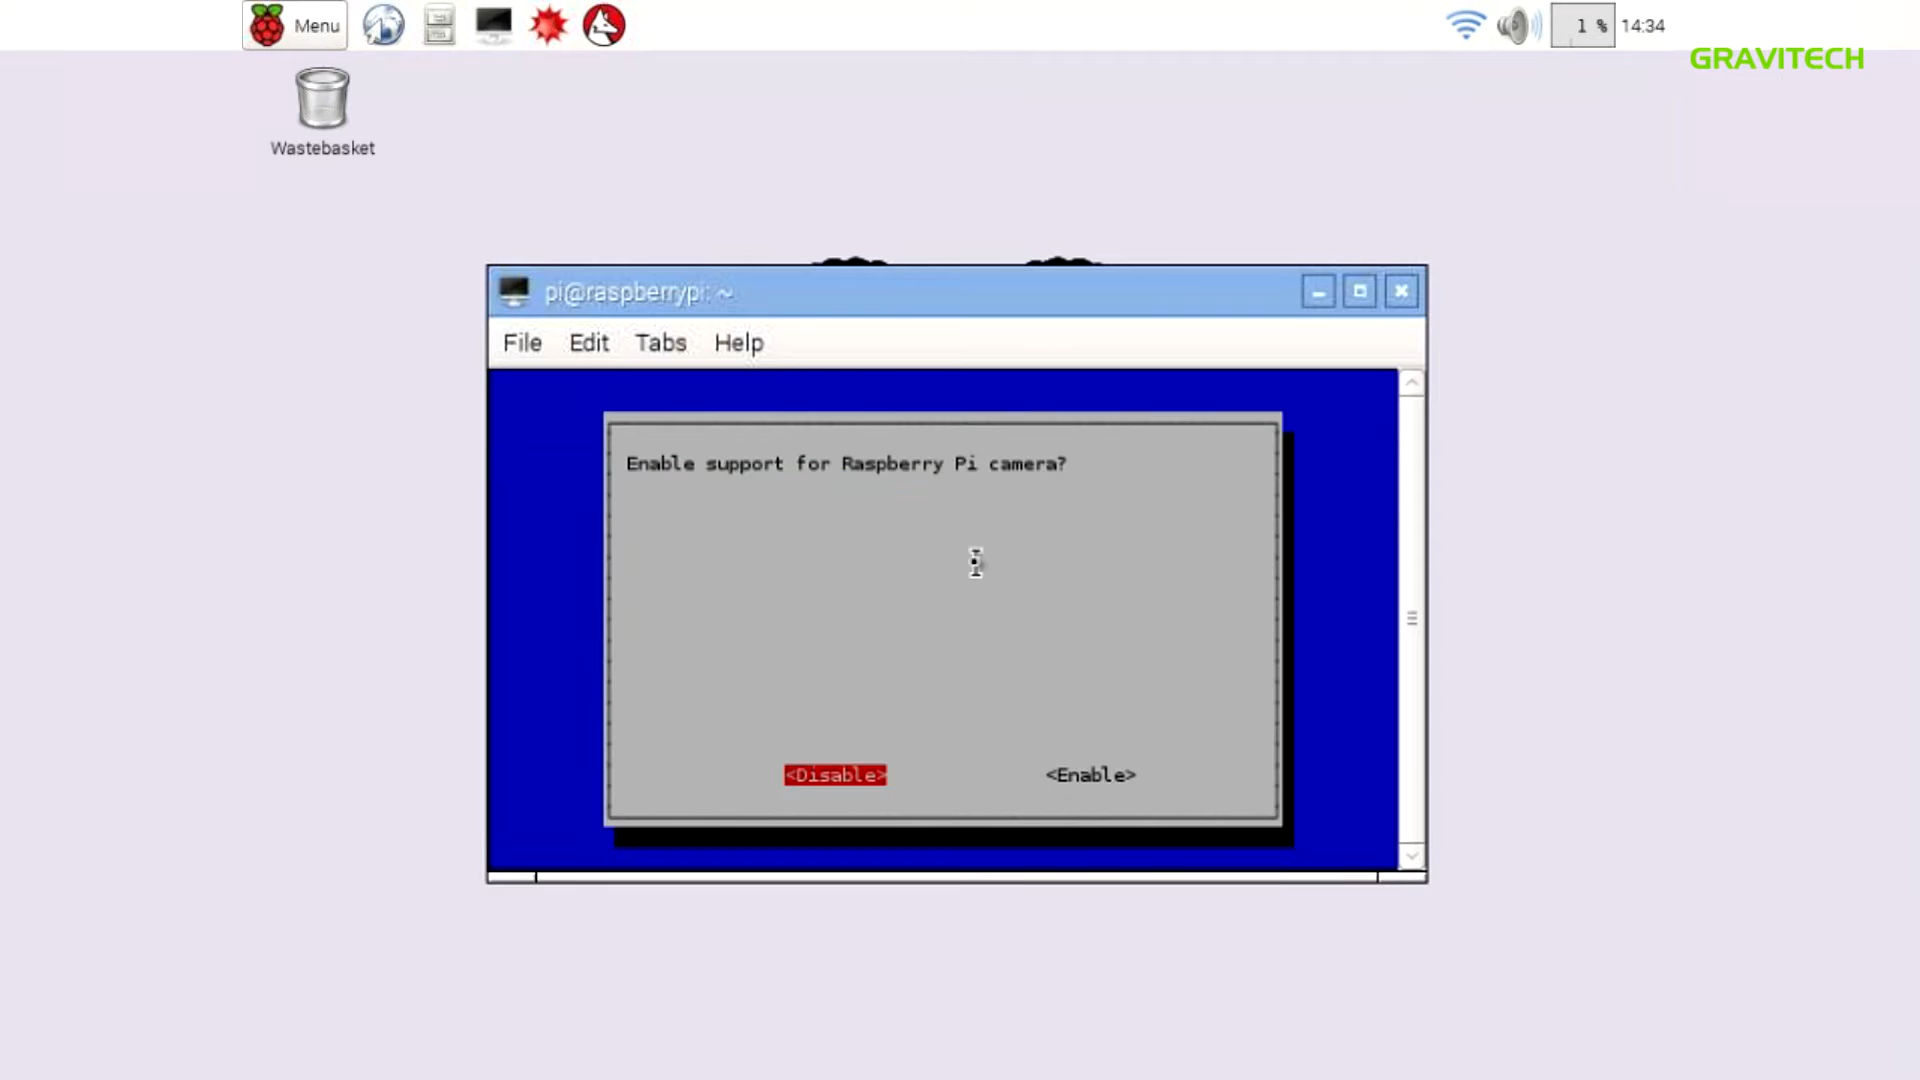 Menu
1 % 14:34
GRAVITECH
Wastebasket
pi@raspberrypi: ~
File Edit Tabs Help
Enable support for Raspberry Pi camera?
<Disable> <Enable>